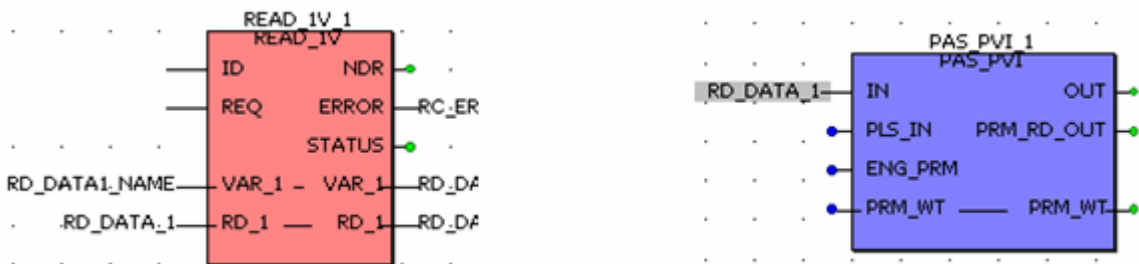 READ_1V_1
READ_1V
ID NDR
REQ ERROR RC_ER
STATUS
RD_DATA1_NAME VAR_1 VAR_1 RD_DA
RD_DATA_1 RD_1 RD_1 RD_DA
PAS_PVI_1
PAS_PVI
RD_DATA_1 IN OUT
PLS_IN PRM_RD_OUT
ENG_PRM
PRM_WT PRM_WT